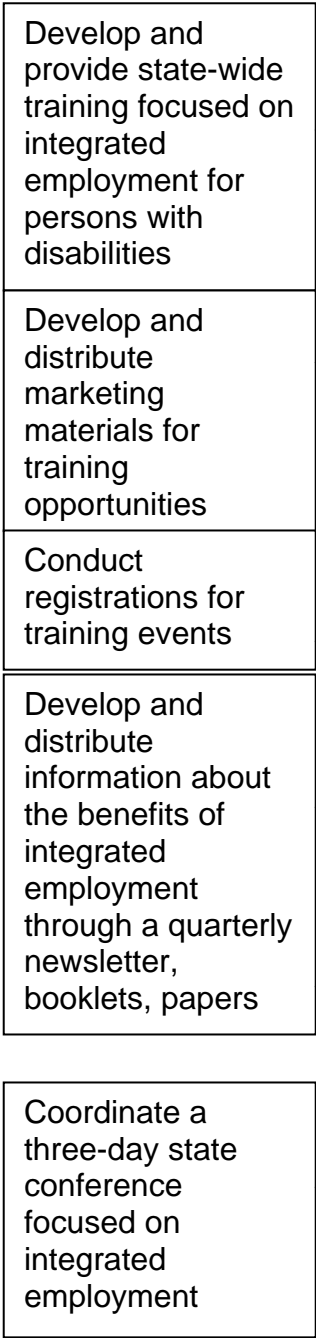 Develop and
provide state-wide
training focused on
integrated
employment for
persons with
disabilities
Develop and
distribute
marketing
materials for
training
opportunities
Conduct
registrations for
training events
Develop and
distribute
information about
the benefits of
integrated
employment
through a quarterly
newsletter,
booklets, papers
Coordinate a
three-day state
conference
focused on
integrated
employment